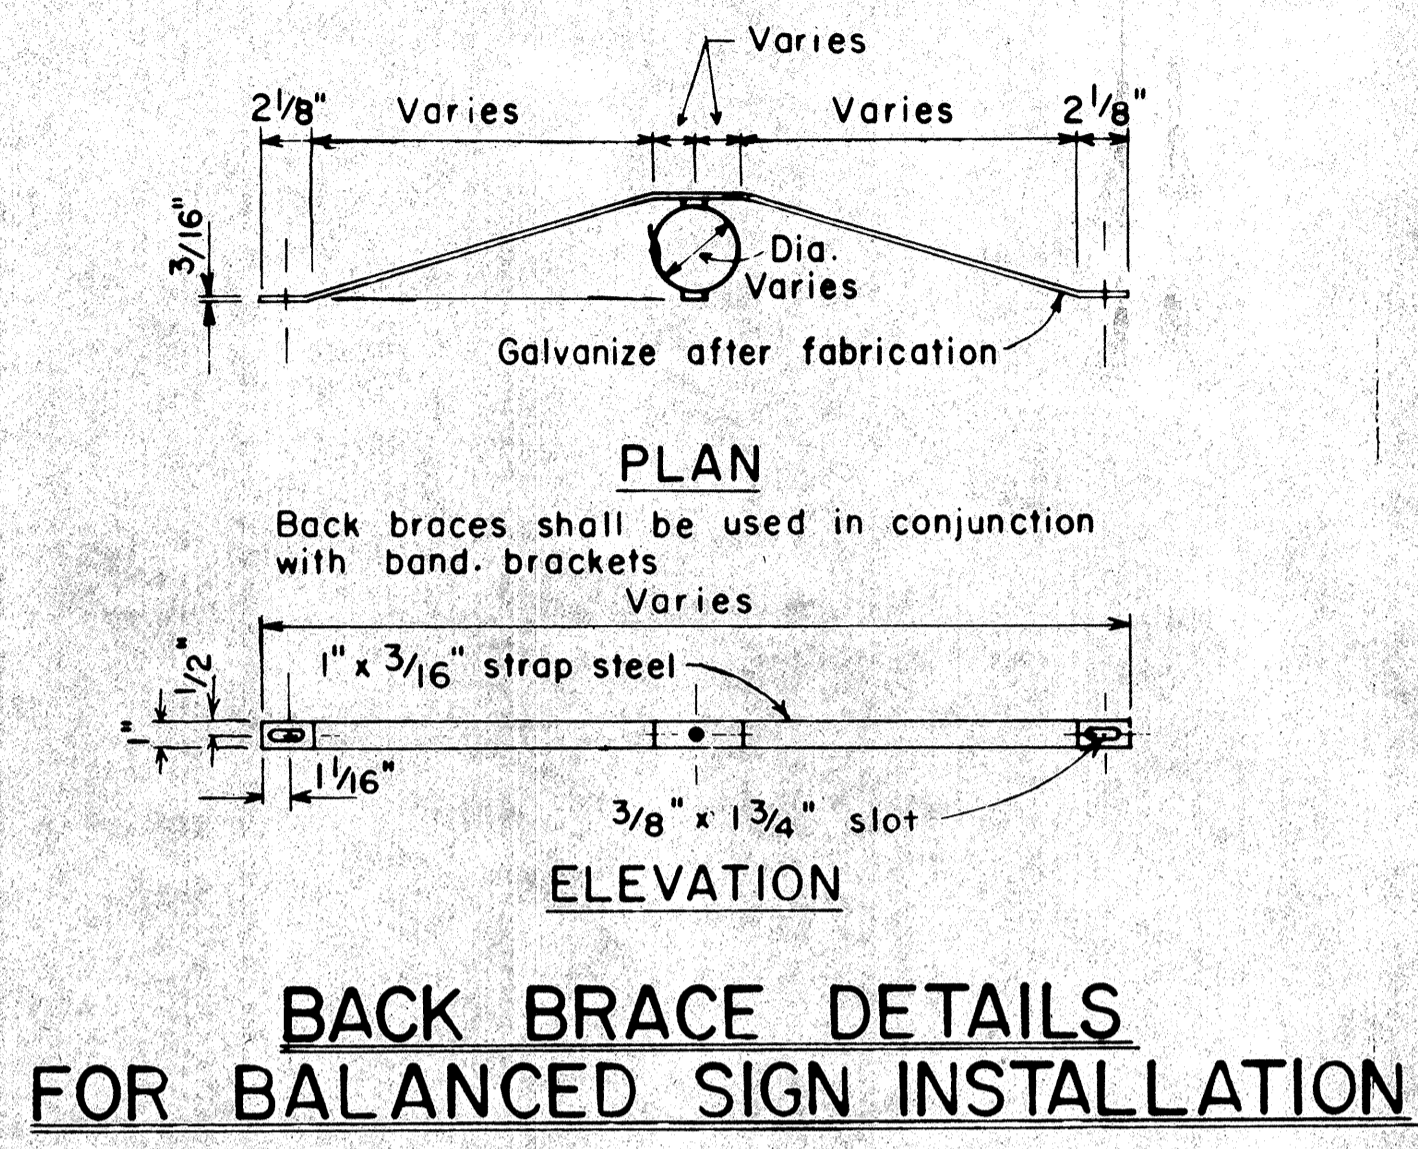 Varies
2 1/8" Varies Varies 2 1/8"
3/16"
Dia.
Varies
Galvanize after fabrication
PLAN
Back braces shall be used in conjunction
with band. brackets
Varies
1/2"
1" x 3/16" strap steel
1"
1 1/16"
3/8" x 1 3/4" slot
ELEVATION
BACK BRACE DETAILS
FOR BALANCED SIGN INSTALLATION